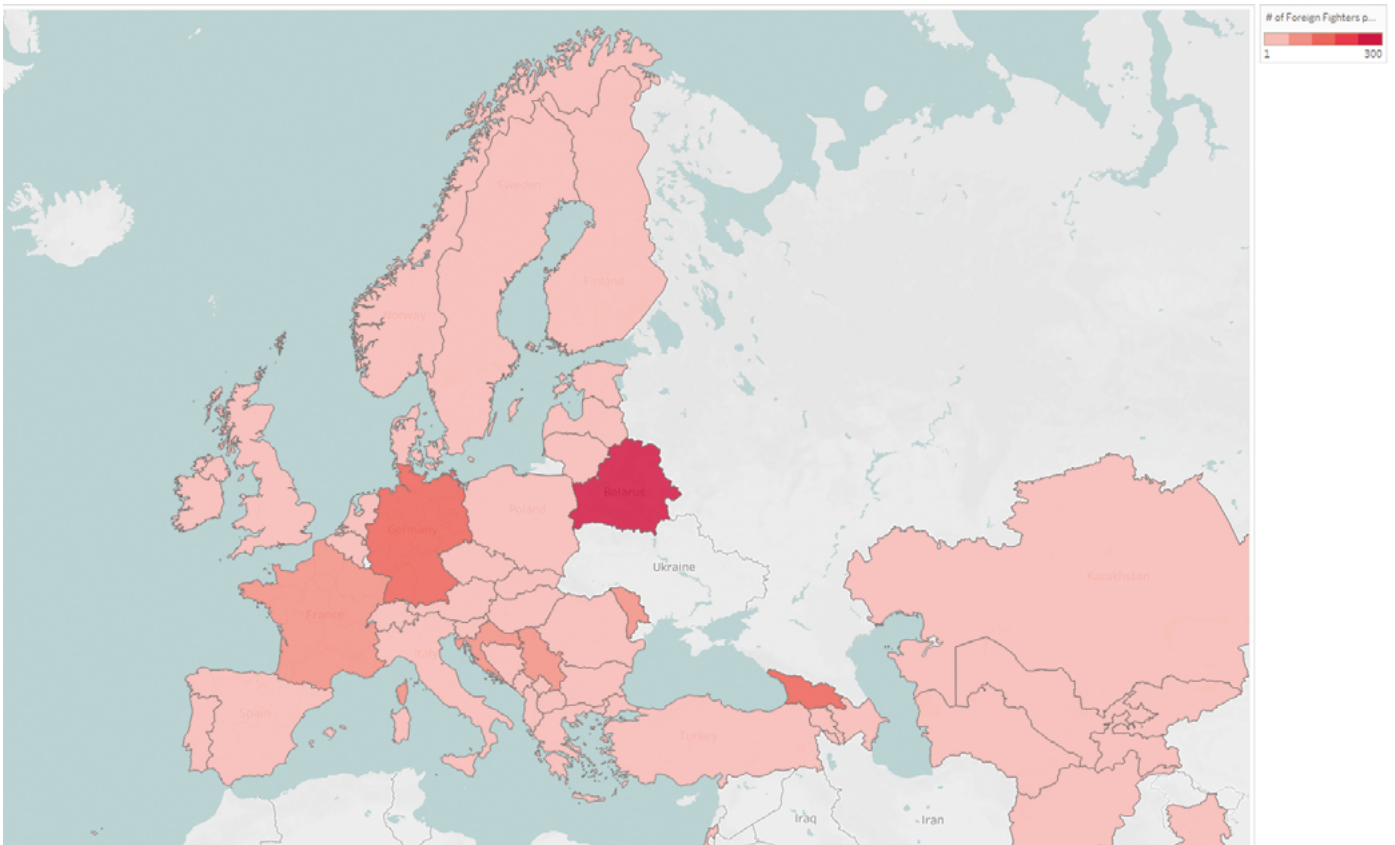 # of Foreign Fighters p...
1 300
Sweden
Finland
Norway
Belarus
Poland
Germany
Ukraine
Kazakhstan
France
Italy
Spain
Turkey
Iraq
Iran